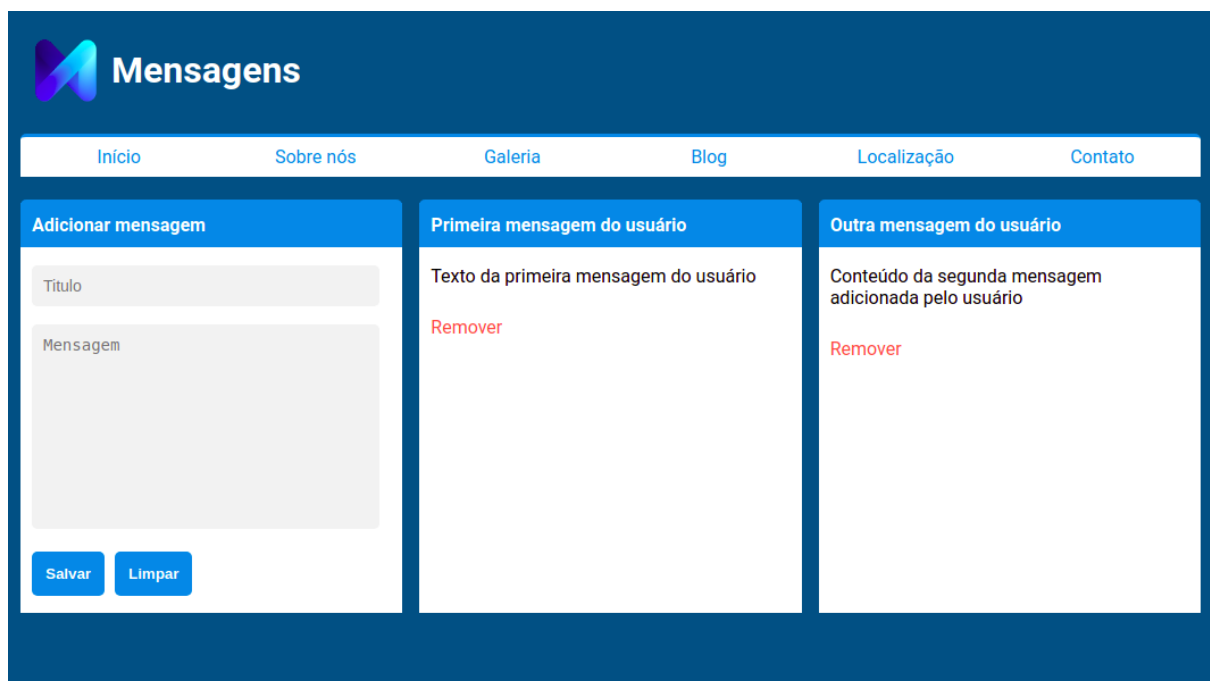 Mensagens
Início Sobre nós Galeria Blog Localização Contato
Adicionar mensagem
Titulo
Mensagem
Salvar Limpar
Primeira mensagem do usuário
Texto da primeira mensagem do usuário
Remover
Outra mensagem do usuário
Conteúdo da segunda mensagem
adicionada pelo usuário
Remover